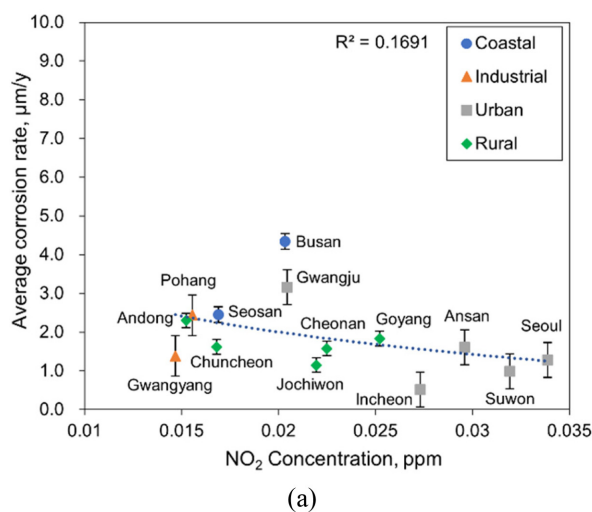 10.0
9.0
8.0
7.0
6.0
5.0
4.0
3.0
2.0
1.0
0.0
Average corrosion rate, μm/y
R² = 0.1691
Coastal
Industrial
Urban
Rural
Busan
Gwangju
Pohang
Seosan
Andong
Cheonan
Goyang
Ansan
Seoul
Chuncheon
Gwangyang
Jochiwon
Incheon
Suwon
0.01 0.015 0.02 0.025 0.03 0.035
NO₂ Concentration, ppm
(a)